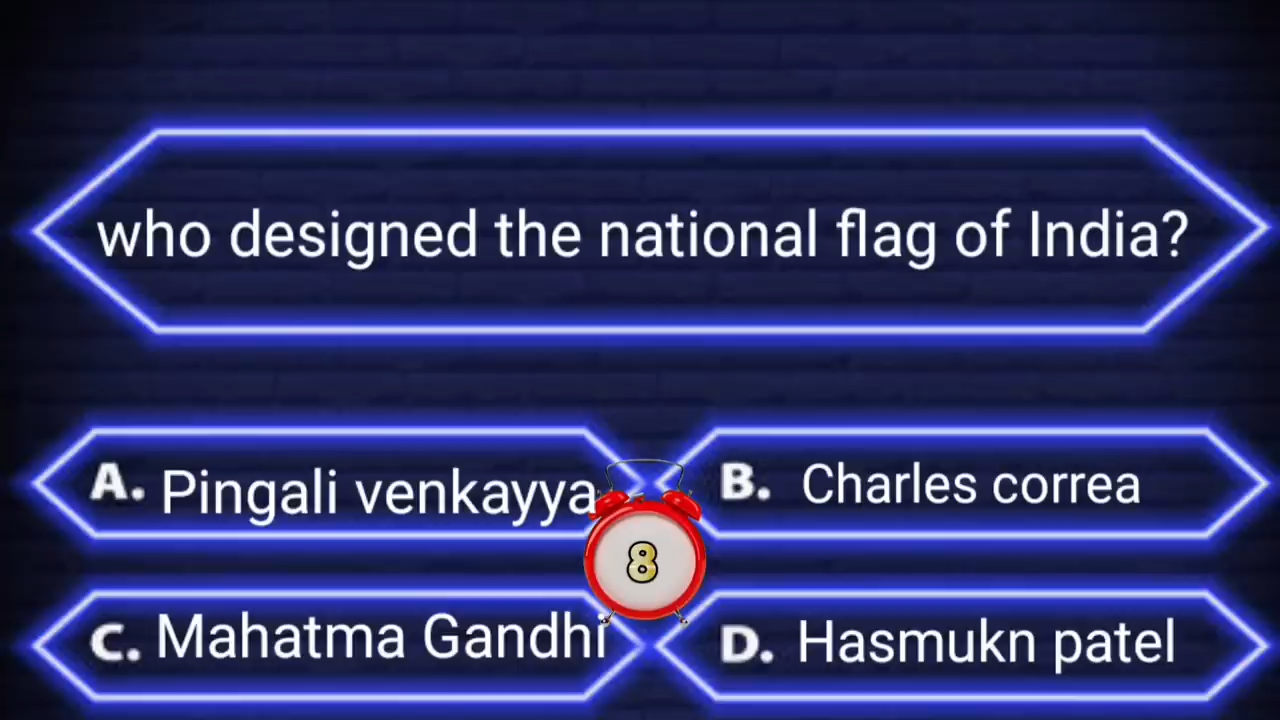 who designed the national flag of India?
A. Pingali venkayya
B. Charles correa
8
C. Mahatma Gandhi
D. Hasmukn patel